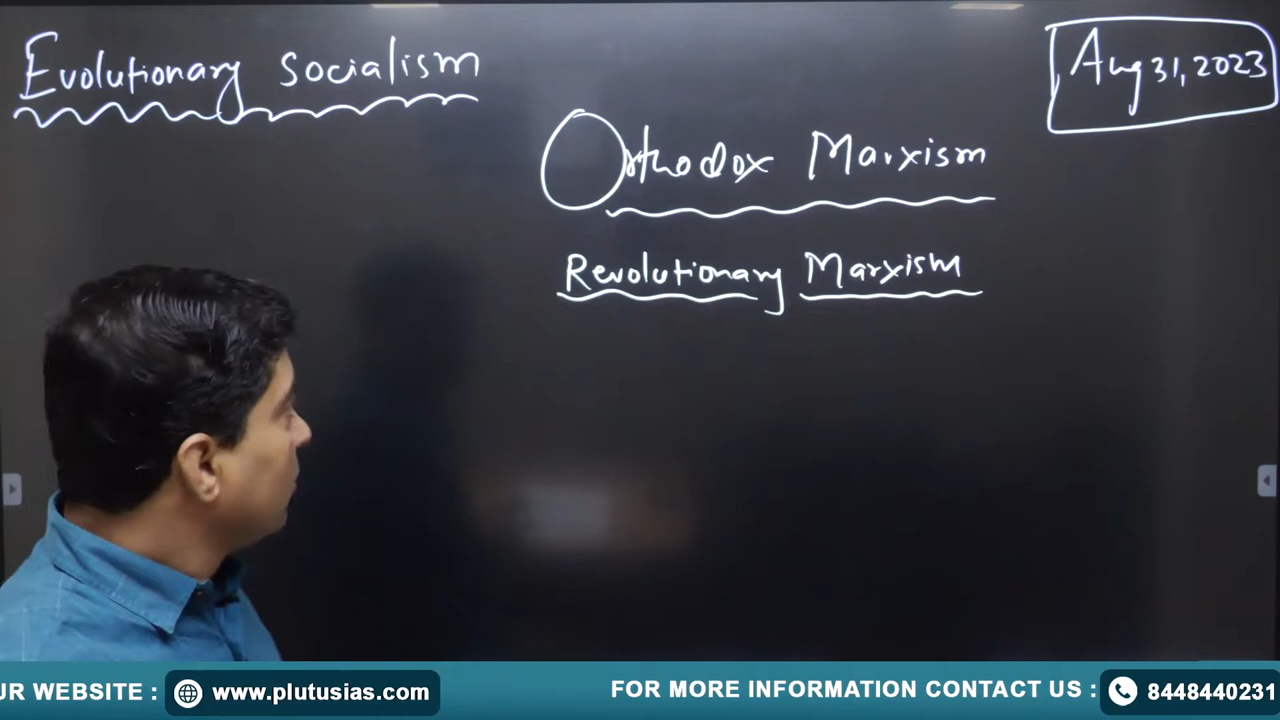 Evolutionary socialism
Aug 31, 2023
Orthodox Marxism
Revolutionary Marxism
UR WEBSITE : www.plutusias.com
FOR MORE INFORMATION CONTACT US : 8448440231